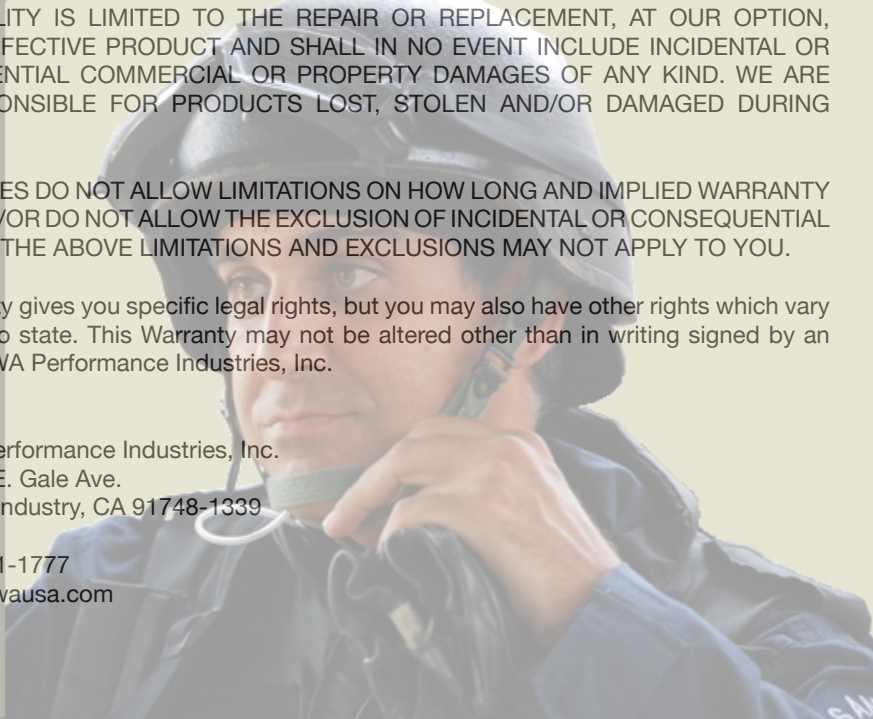 LITY IS LIMITED TO THE REPAIR OR REPLACEMENT, AT OUR OPTION,
FECTIVE PRODUCT AND SHALL IN NO EVENT INCLUDE INCIDENTAL OR
ENTIAL COMMERCIAL OR PROPERTY DAMAGES OF ANY KIND. WE ARE
ONSIBLE FOR PRODUCTS LOST, STOLEN AND/OR DAMAGED DURING
ES DO NOT ALLOW LIMITATIONS ON HOW LONG AND IMPLIED WARRANTY
/OR DO NOT ALLOW THE EXCLUSION OF INCIDENTAL OR CONSEQUENTIAL
THE ABOVE LIMITATIONS AND EXCLUSIONS MAY NOT APPLY TO YOU.
ty gives you specific legal rights, but you may also have other rights which vary
o state. This Warranty may not be altered other than in writing signed by an
WA Performance Industries, Inc.
erformance Industries, Inc.
E. Gale Ave.
ndustry, CA 91748-1339
1-1777
wausa.com